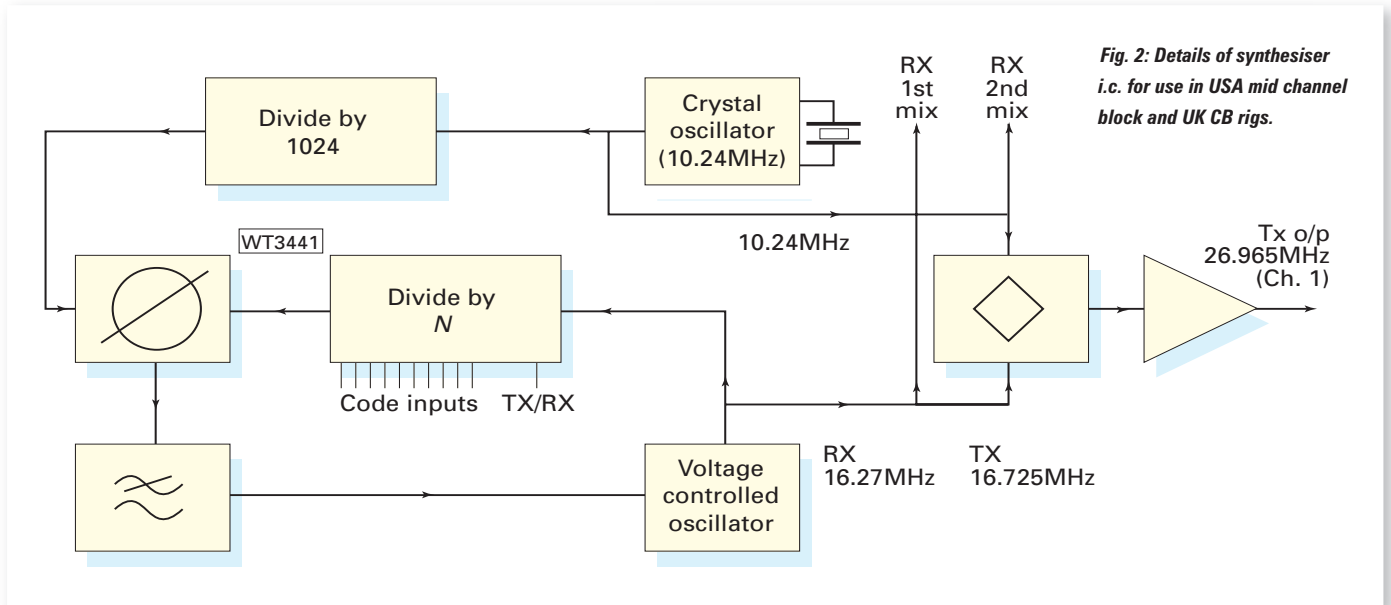 Fig. 2: Details of synthesiser
i.c. for use in USA mid channel
block and UK CB rigs.
RX
1st
mix
RX
2nd
mix
Divide by
1024
Crystal
oscillator
(10.24MHz)
10.24MHz
Tx o/p
26.965MHz
(Ch. 1)
WT3441
Divide by
N
Code inputs
TX/RX
Voltage
controlled
oscillator
RX
16.27MHz
TX
16.725MHz